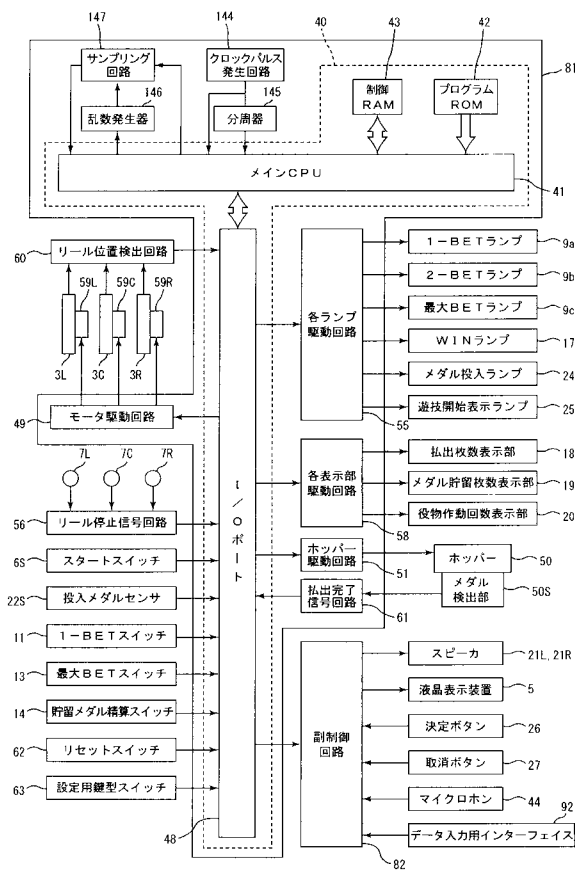 147
144
40
43
42
サンプリング
回路
クロックパルス
発生回路
制御
RAM
プログラム
ROM
81
146
145
乱数発生器
分周器
メインCPU
41
60
リール位置検出回路
59L
59C
59R
3L
3C
3R
49
モータ駆動回路
7L
7C
7R
56
リール停止信号回路
6S
スタートスイッチ
22S
投入メダルセンサ
11
1-BETスイッチ
13
最大BETスイッチ
14
貯留メダル精算スイッチ
62
リセットスイッチ
63
設定用鍵型スイッチ
I/Oポート
48
各ランプ
駆動回路
55
1-BETランプ
9a
2-BETランプ
9b
最大BETランプ
9c
WINランプ
17
メダル投入ランプ
24
遊技開始表示ランプ
25
各表示部
駆動回路
58
払出枚数表示部
18
メダル貯留枚数表示部
19
役物作動回数表示部
20
ホッパー
駆動回路
51
ホッパー
50
メダル
検出部
50S
払出完了
信号回路
61
副制御
回路
82
スピーカ
21L, 21R
液晶表示装置
5
決定ボタン
26
取消ボタン
27
マイクロホン
44
92
データ入力用インターフェイス